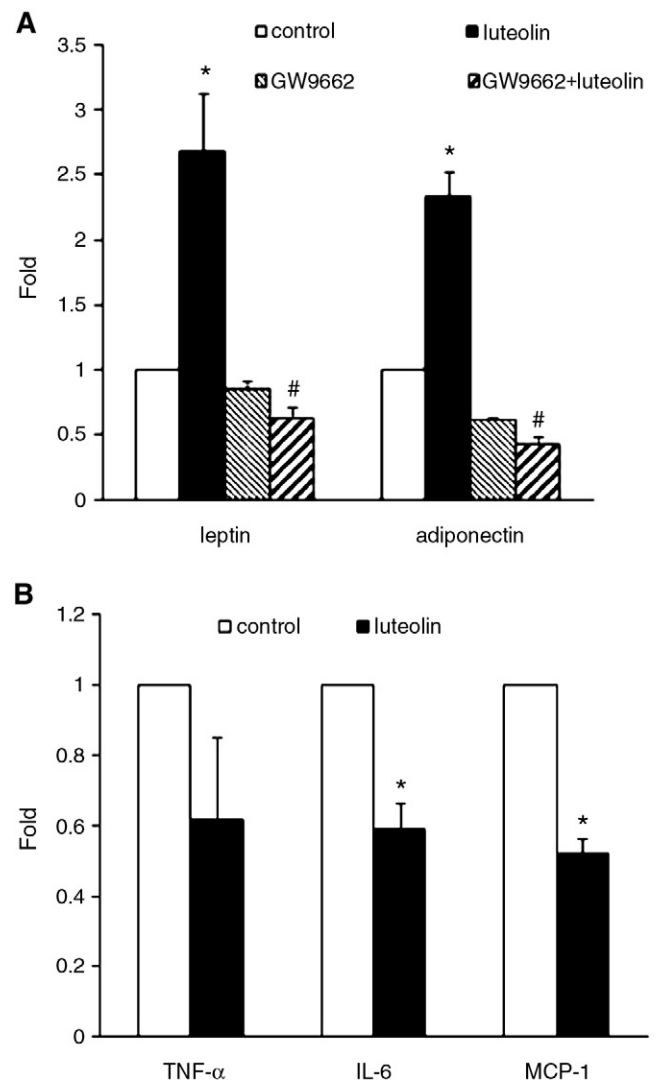 A
control luteolin
GW9662 GW9662+luteolin
3.5
*
3
*
2.5
2
Fold
1.5
1
#
#
0.5
0
leptin adiponectin
B
1.2
control luteolin
1
0.8
*
*
Fold
0.6
0.4
0.2
0
TNF-α IL-6 MCP-1